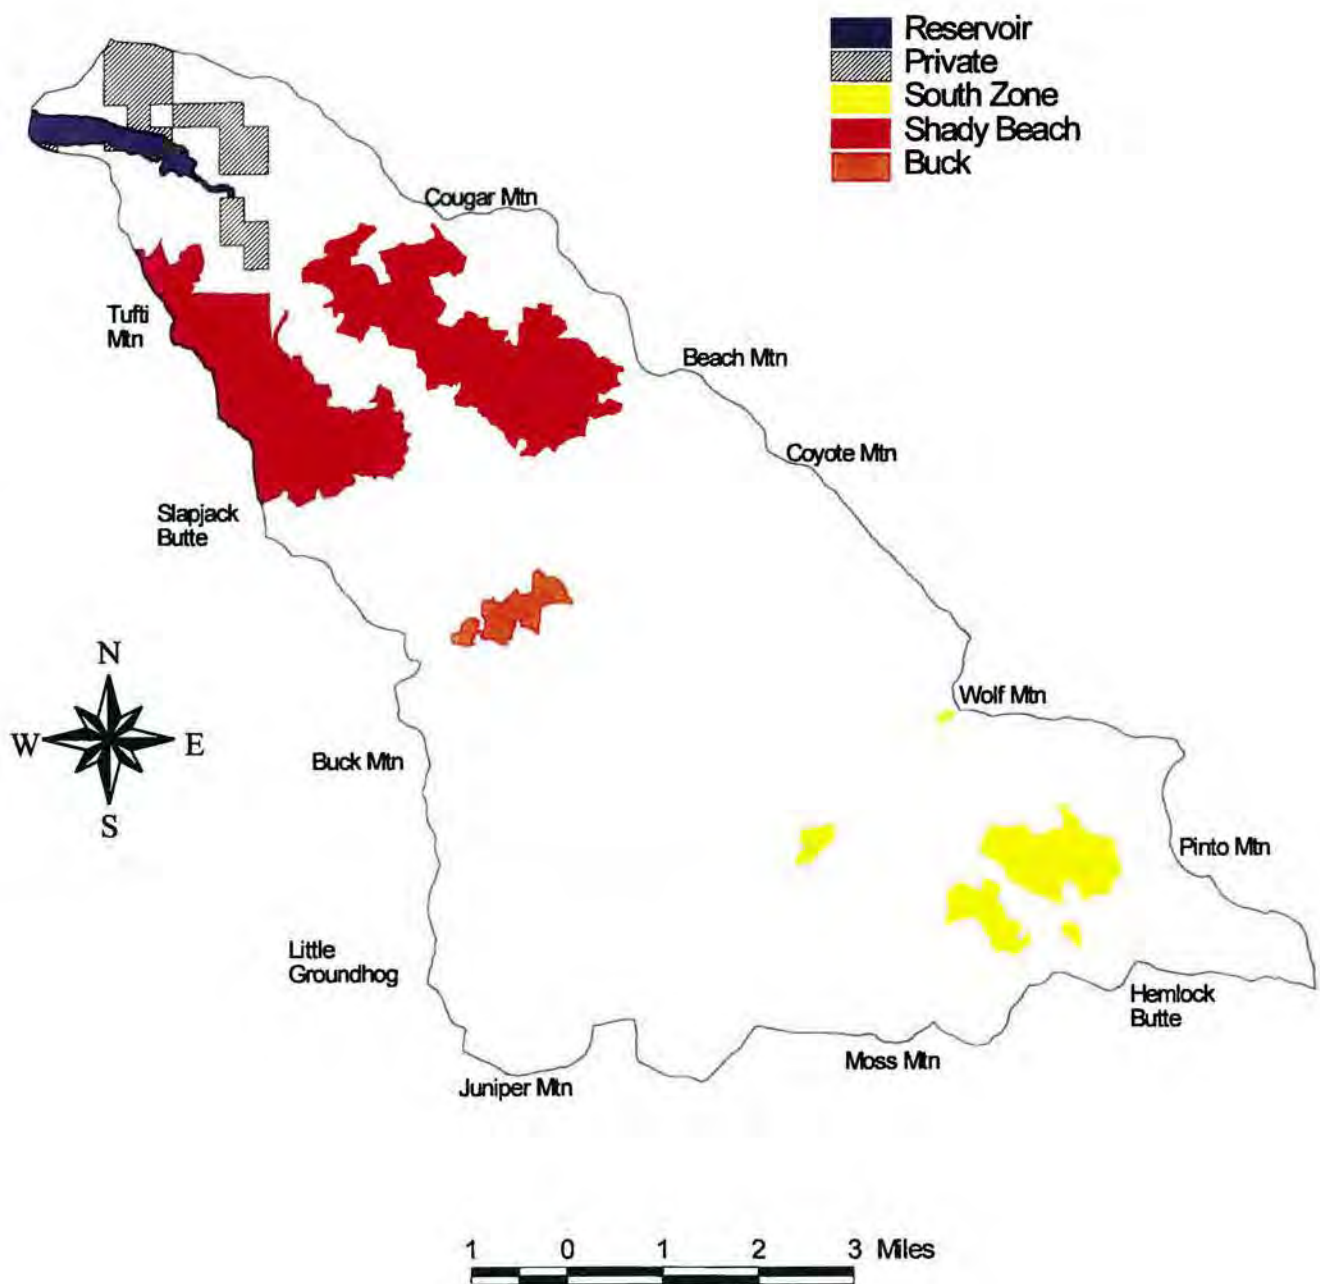 Reservoir
Private
South Zone
Shady Beach
Buck
Cougar Mtn
Tufti
Mtn
Beach Mtn
Coyote Mtn
Slapjack
Butte
N
W E
S
Wolf Mtn
Buck Mtn
Pinto Mtn
Little
Groundhog
Hemlock
Butte
Moss Mtn
Juniper Mtn
1 0 1 2 3 Miles